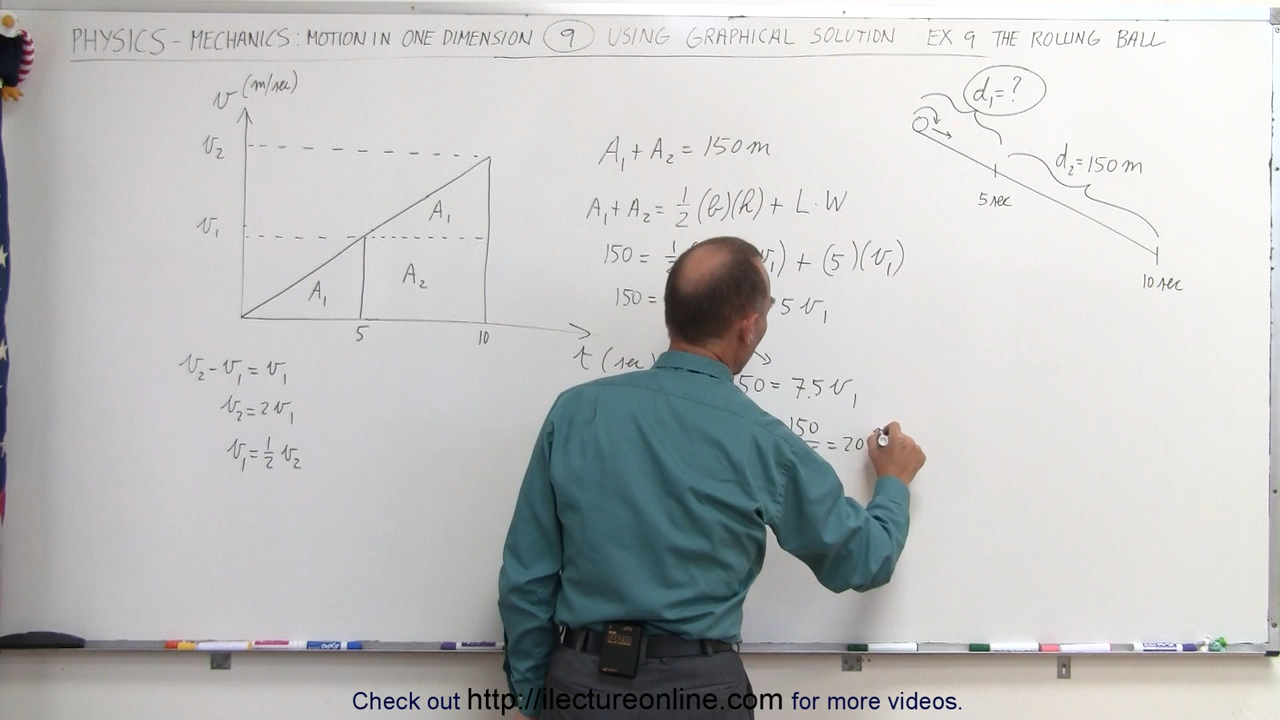 PHYSICS - MECHANICS: MOTION IN ONE DIMENSION 9 USING GRAPHICAL SOLUTION EX 9 THE ROLLING BALL
v (m/sec)
v₂
v₁
A₁
A₁
A₂
5
10
t (sec)
v₂ - v₁ = v₁
v₂ = 2v₁
v₁ = 1/2 v₂
A₁ + A₂ = 150 m
A₁ + A₂ = 1/2 (b)(h) + L · W
150 = v₁) + (5)(v₁)
150 = 5 v₁
50 = 7.5 v₁
150 = 20
d₁ = ?
d₂ = 150 m
5 sec
10 sec
Check out http://ilectureonline.com for more videos.